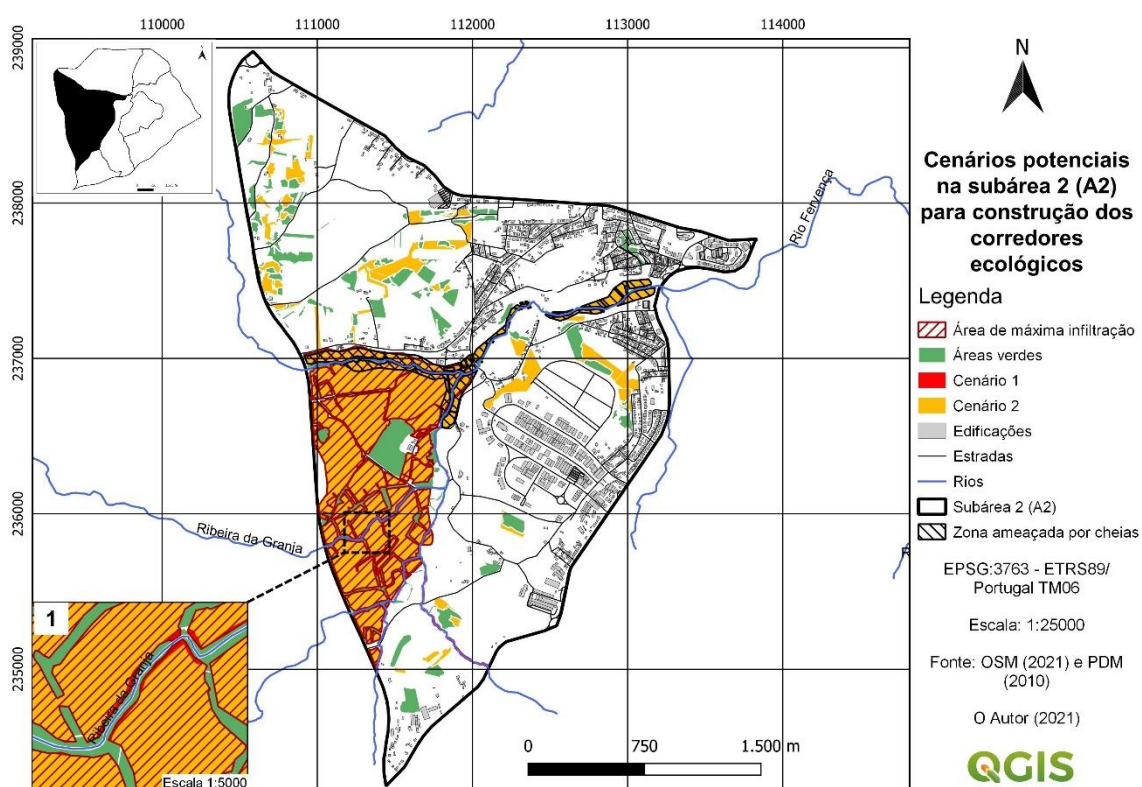 110000
111000
112000
113000
114000
239000
238000
237000
236000
235000
N
Rio Fervença
Ribeira da Granja
1
Ribeira da Granja
Escala 1:5000
0
750
1.500 m
N
Cenários potenciais
na subárea 2 (A2)
para construção dos
corredores
ecológicos
Legenda
Área de máxima infiltração
Áreas verdes
Cenário 1
Cenário 2
Edificações
Estradas
Rios
Subárea 2 (A2)
Zona ameaçada por cheias
EPSG:3763 - ETRS89/
Portugal TM06
Escala: 1:25000
Fonte: OSM (2021) e PDM
(2010)
O Autor (2021)
QGIS